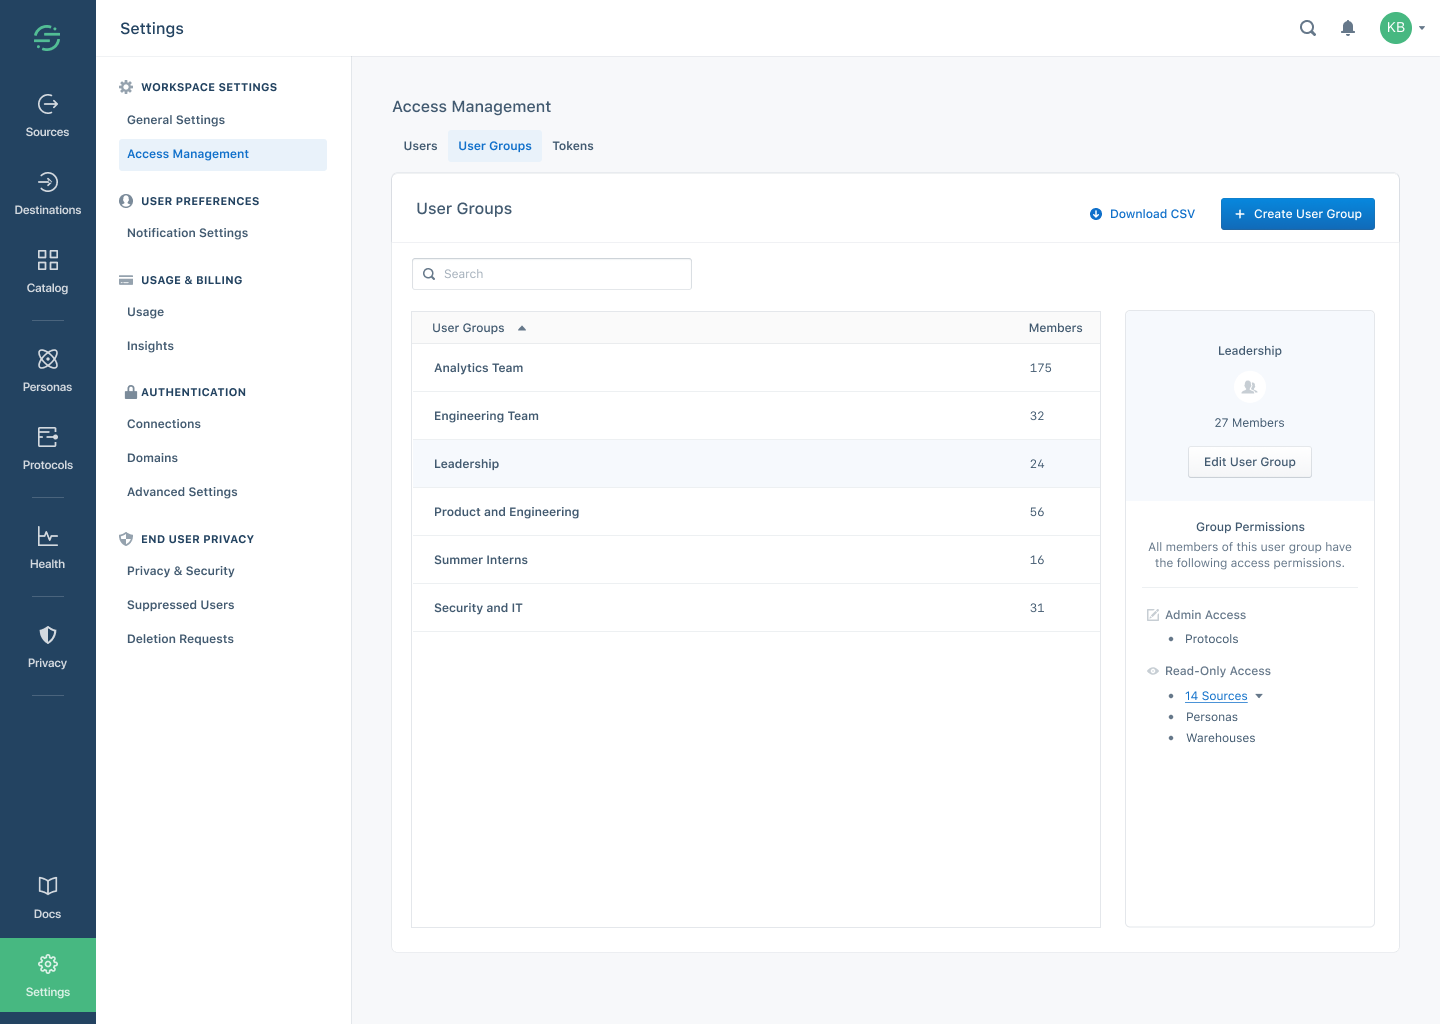 Settings
KB
Sources
Destinations
Catalog
Personas
Protocols
Health
Privacy
Docs
Settings
WORKSPACE SETTINGS
General Settings
Access Management
USER PREFERENCES
Notification Settings
USAGE & BILLING
Usage
Insights
AUTHENTICATION
Connections
Domains
Advanced Settings
END USER PRIVACY
Privacy & Security
Suppressed Users
Deletion Requests
Access Management
Users User Groups Tokens
User Groups
Download CSV
+ Create User Group
Search
User Groups Members
Analytics Team 175
Engineering Team 32
Leadership 24
Product and Engineering 56
Summer Interns 16
Security and IT 31
Leadership
27 Members
Edit User Group
Group Permissions
All members of this user group have
the following access permissions.
Admin Access
• Protocols
Read-Only Access
• 14 Sources
• Personas
• Warehouses